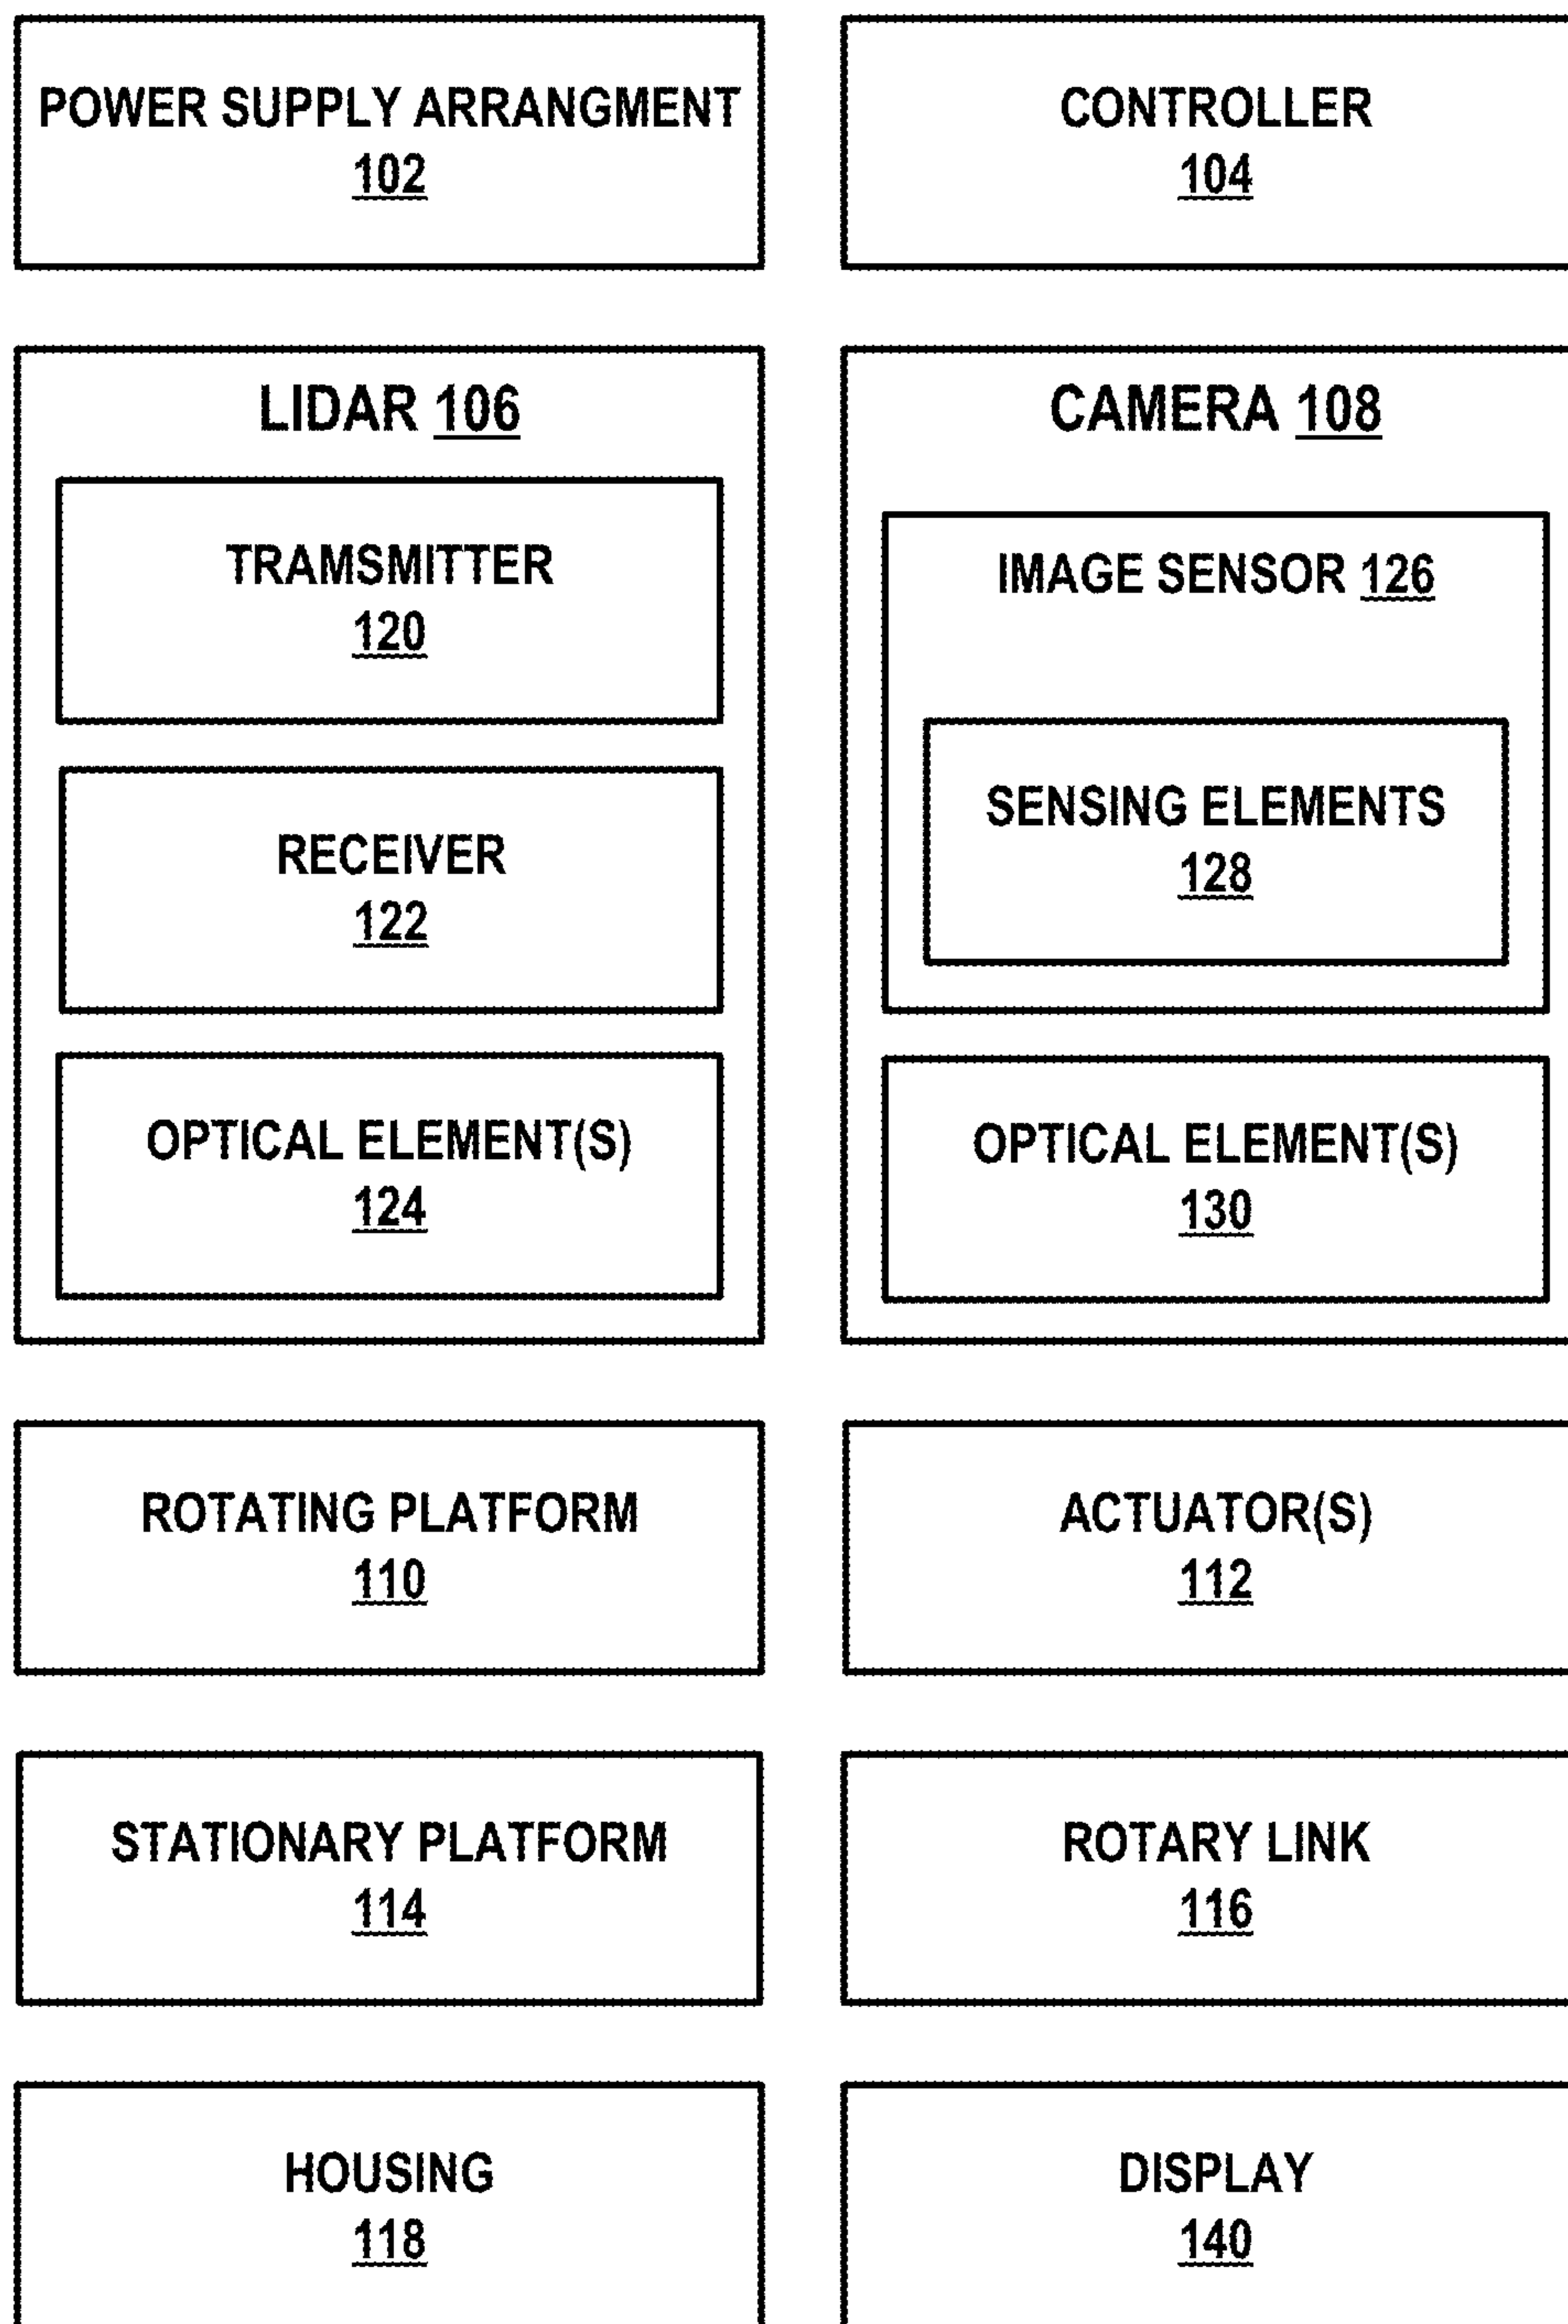 POWER SUPPLY ARRANGMENT
102
CONTROLLER
104
LIDAR 106
TRAMSMITTER
120
RECEIVER
122
OPTICAL ELEMENT(S)
124
CAMERA 108
IMAGE SENSOR 126
SENSING ELEMENTS
128
OPTICAL ELEMENT(S)
130
ROTATING PLATFORM
110
ACTUATOR(S)
112
STATIONARY PLATFORM
114
ROTARY LINK
116
HOUSING
118
DISPLAY
140